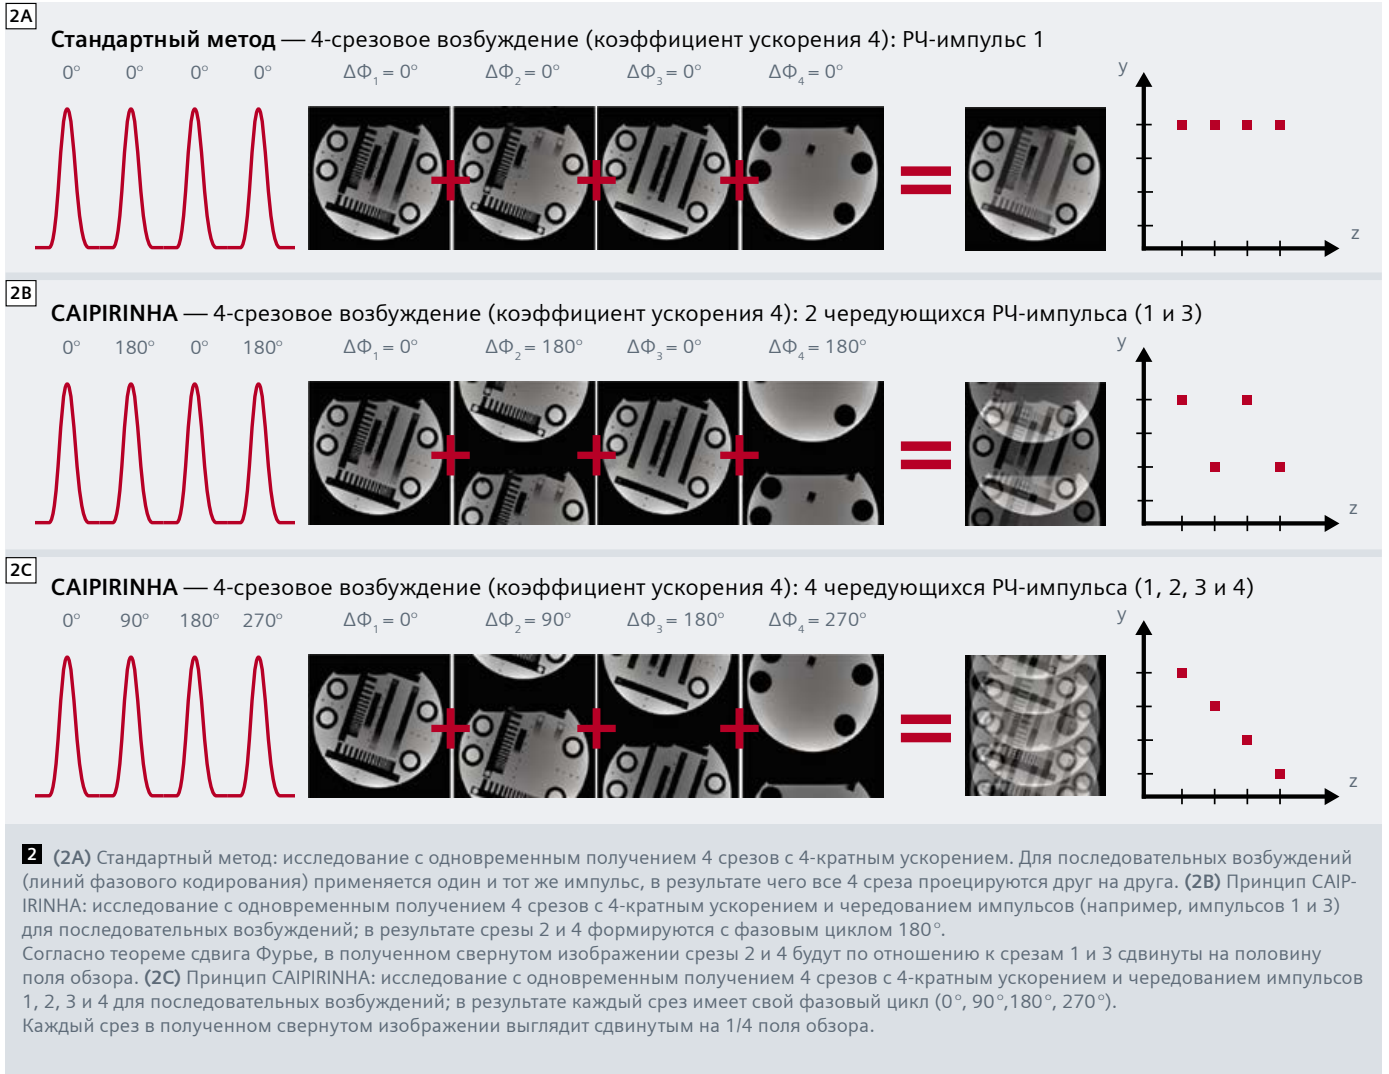 2A
Стандартный метод — 4-срезовое возбуждение (коэффициент ускорения 4): РЧ-импульс 1
0° 0° 0° 0° ΔΦ₁ = 0° ΔΦ₂ = 0° ΔΦ₃ = 0° ΔΦ₄ = 0°
y
z
2B
CAIPIRINHA — 4-срезовое возбуждение (коэффициент ускорения 4): 2 чередующихся РЧ-импульса (1 и 3)
0° 180° 0° 180° ΔΦ₁ = 0° ΔΦ₂ = 180° ΔΦ₃ = 0° ΔΦ₄ = 180°
y
z
2C
CAIPIRINHA — 4-срезовое возбуждение (коэффициент ускорения 4): 4 чередующихся РЧ-импульса (1, 2, 3 и 4)
0° 90° 180° 270° ΔΦ₁ = 0° ΔΦ₂ = 90° ΔΦ₃ = 180° ΔΦ₄ = 270°
y
z
2 (2A) Стандартный метод: исследование с одновременным получением 4 срезов с 4-кратным ускорением. Для последовательных возбуждений
(линий фазового кодирования) применяется один и тот же импульс, в результате чего все 4 среза проецируются друг на друга. (2B) Принцип CAIP-
IRINHA: исследование с одновременным получением 4 срезов с 4-кратным ускорением и чередованием импульсов (например, импульсов 1 и 3)
для последовательных возбуждений; в результате срезы 2 и 4 формируются с фазовым циклом 180°.
Согласно теореме сдвига Фурье, в полученном свернутом изображении срезы 2 и 4 будут по отношению к срезам 1 и 3 сдвинуты на половину
поля обзора. (2C) Принцип CAIPIRINHA: исследование с одновременным получением 4 срезов с 4-кратным ускорением и чередованием импульсов
1, 2, 3 и 4 для последовательных возбуждений; в результате каждый срез имеет свой фазовый цикл (0°, 90°,180°, 270°).
Каждый срез в полученном свернутом изображении выглядит сдвинутым на 1/4 поля обзора.